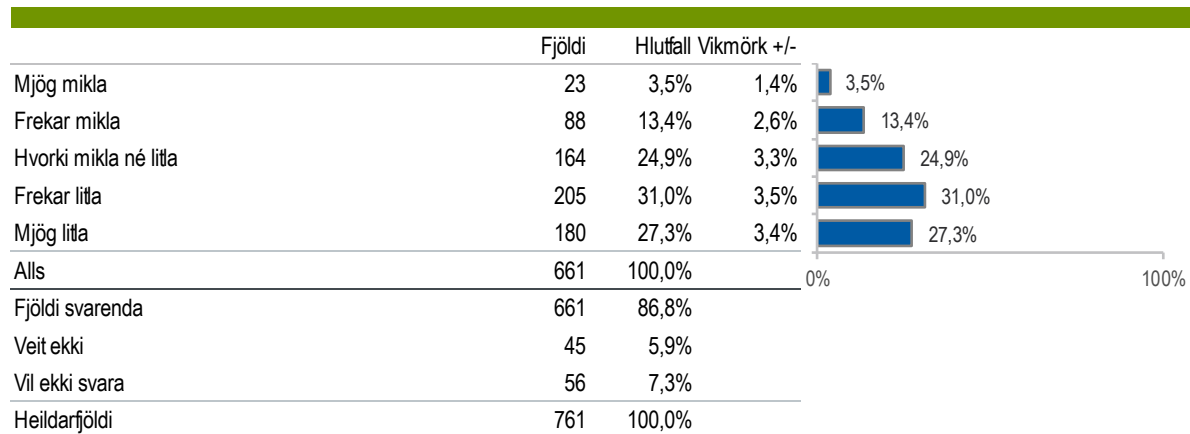 Fjöldi Hlutfall Vikmörk +/-
Mjög mikla 23 3,5% 1,4% 3,5%
Frekar mikla 88 13,4% 2,6% 13,4%
Hvorki mikla né litla 164 24,9% 3,3% 24,9%
Frekar litla 205 31,0% 3,5% 31,0%
Mjög litla 180 27,3% 3,4% 27,3%
Alls 661 100,0%
0% 100%
Fjöldi svarenda 661 86,8%
Veit ekki 45 5,9%
Vil ekki svara 56 7,3%
Heildarfjöldi 761 100,0%